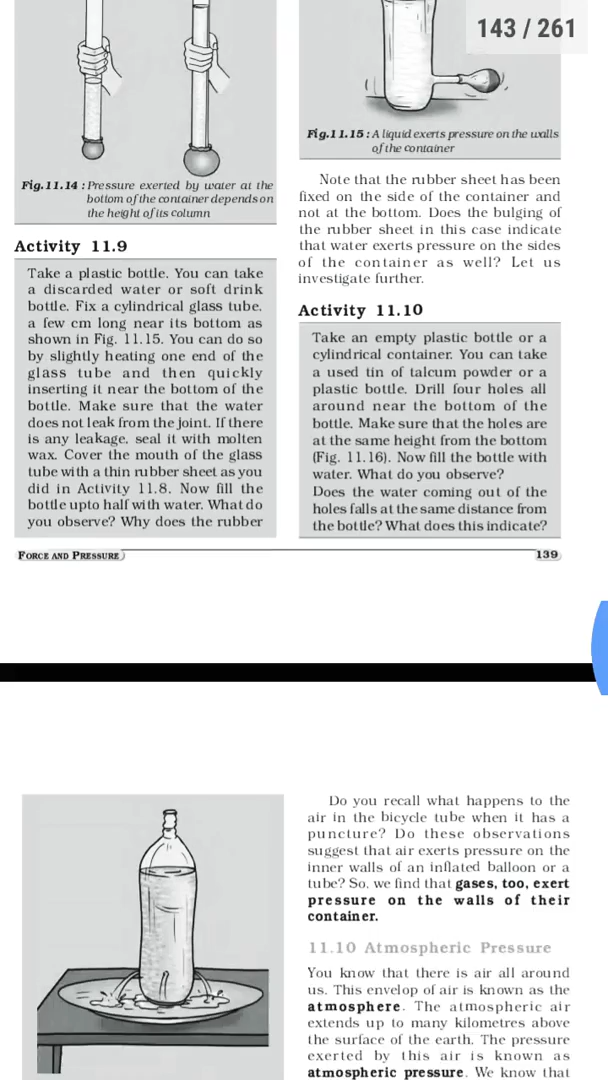 143 / 261
Fig.11.14 : Pressure exerted by water at the
bottom of the container depends on
the height of its column
Activity 11.9
Take a plastic bottle. You can take
a discarded water or soft drink
bottle. Fix a cylindrical glass tube,
a few cm long near its bottom as
shown in Fig. 11.15. You can do so
by slightly heating one end of the
glass tube and then quickly
inserting it near the bottom of the
bottle. Make sure that the water
does not leak from the joint. If there
is any leakage, seal it with molten
wax. Cover the mouth of the glass
tube with a thin rubber sheet as you
did in Activity 11.8. Now fill the
bottle upto half with water. What do
you observe? Why does the rubber
Fig.11.15 : A liquid exerts pressure on the walls
of the container
Note that the rubber sheet has been
fixed on the side of the container and
not at the bottom. Does the bulging of
the rubber sheet in this case indicate
that water exerts pressure on the sides
of the container as well? Let us
investigate further.
Activity 11.10
Take an empty plastic bottle or a
cylindrical container. You can take
a used tin of talcum powder or a
plastic bottle. Drill four holes all
around near the bottom of the
bottle. Make sure that the holes are
at the same height from the bottom
(Fig. 11.16). Now fill the bottle with
water. What do you observe?
Does the water coming out of the
holes falls at the same distance from
the bottle? What does this indicate?
FORCE AND PRESSURE
139
Do you recall what happens to the
air in the bicycle tube when it has a
puncture? Do these observations
suggest that air exerts pressure on the
inner walls of an inflated balloon or a
tube? So, we find that gases, too, exert
pressure on the walls of their
container.
11.10 Atmospheric Pressure
You know that there is air all around
us. This envelop of air is known as the
atmosphere. The atmospheric air
extends up to many kilometres above
the surface of the earth. The pressure
exerted by this air is known as
atmospheric pressure. We know that